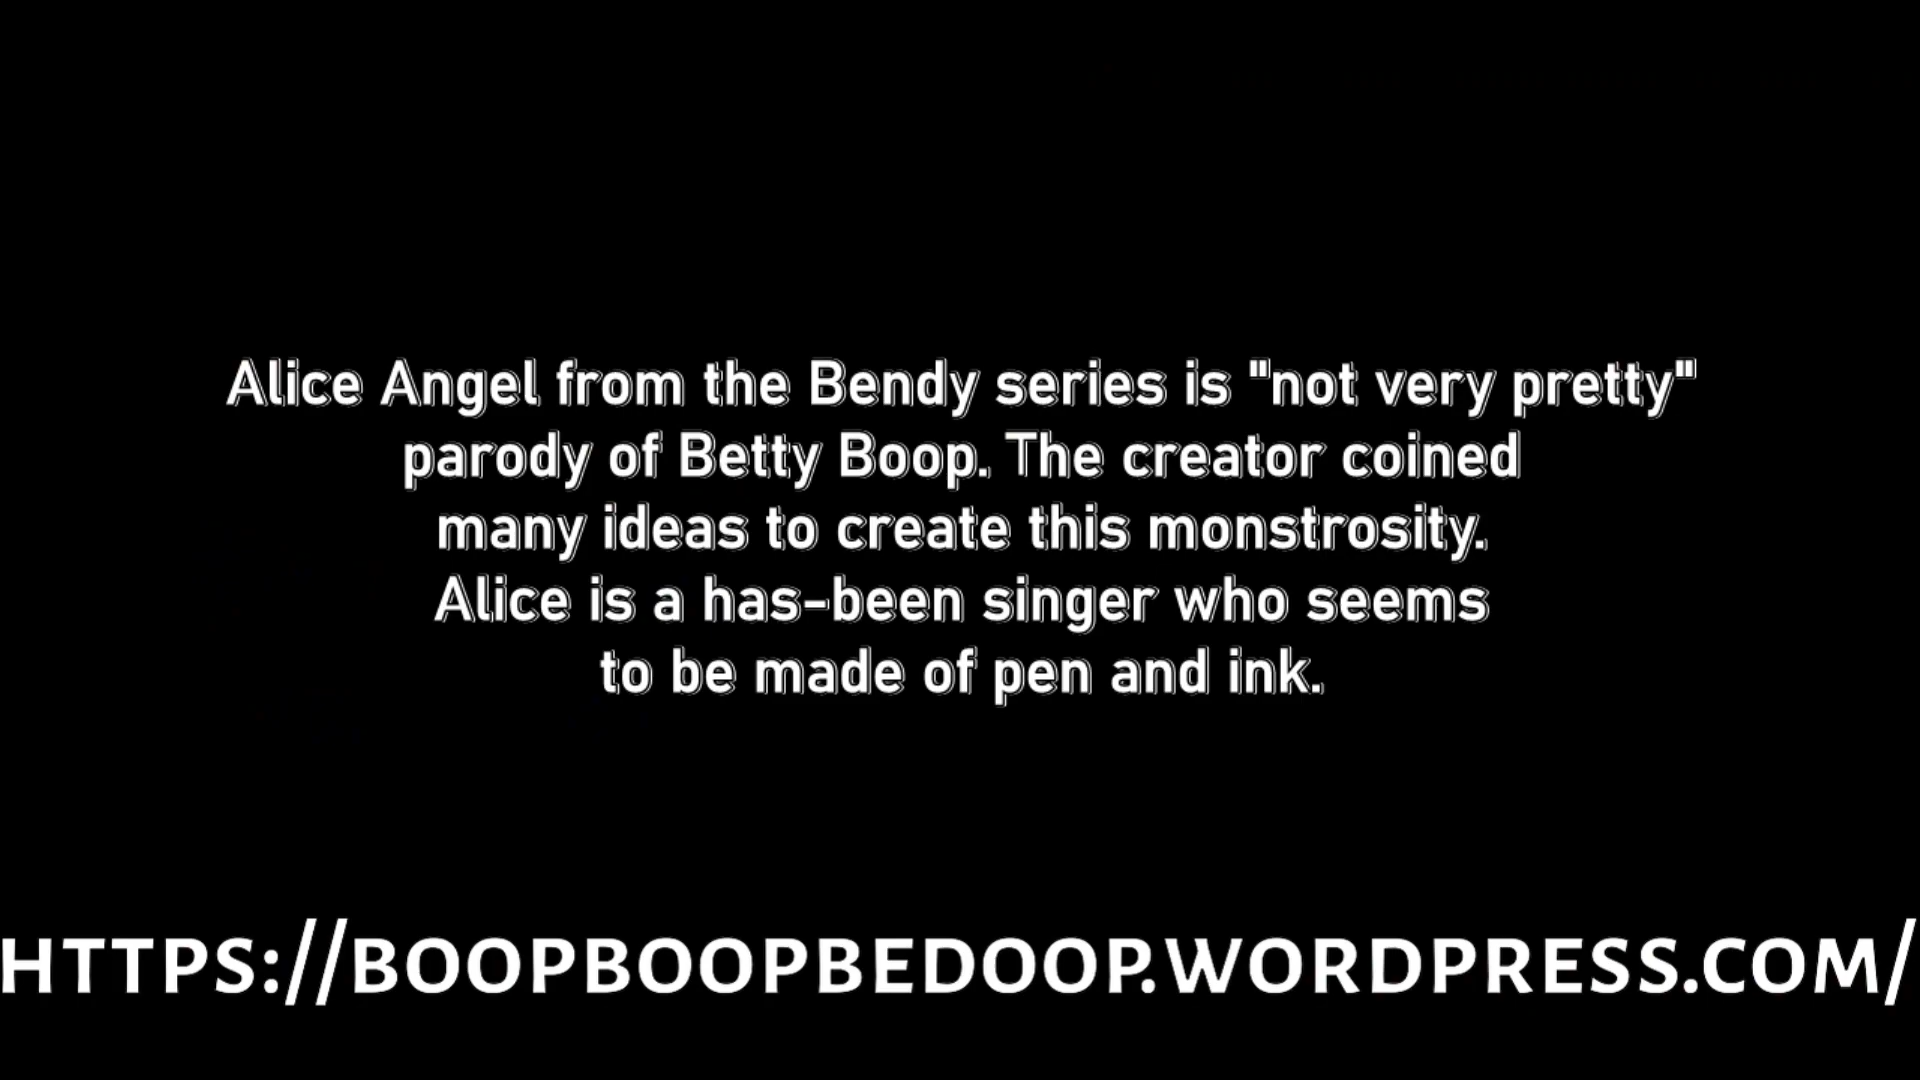 Alice Angel from the Bendy series is "not very pretty"
parody of Betty Boop. The creator coined
many ideas to create this monstrosity.
Alice is a has-been singer who seems
to be made of pen and ink.
HTTPS://BOOPBOOPBEDOOP.WORDPRESS.COM/